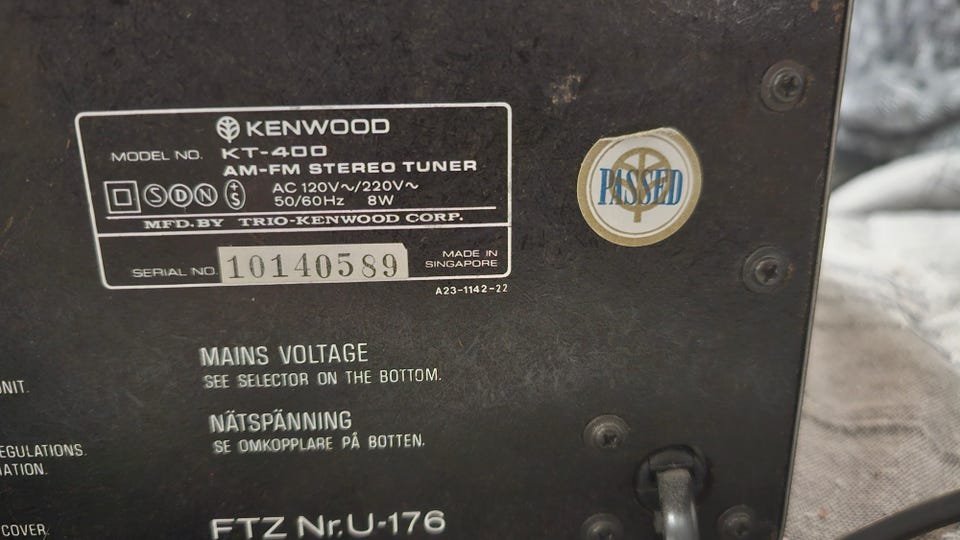 KENWOOD
MODEL NO. KT-400
AM-FM STEREO TUNER
S D N +S AC 120V~/220V~
50/60Hz 8W
MFD. BY TRIO-KENWOOD CORP.
SERIAL NO. 10140589
MADE IN
SINGAPORE
A23-1142-22
PASSED
MAINS VOLTAGE
SEE SELECTOR ON THE BOTTOM.
NÄTSPÄNNING
SE OMKOPPLARE PÅ BOTTEN.
FTZ Nr.U-176
COVER.